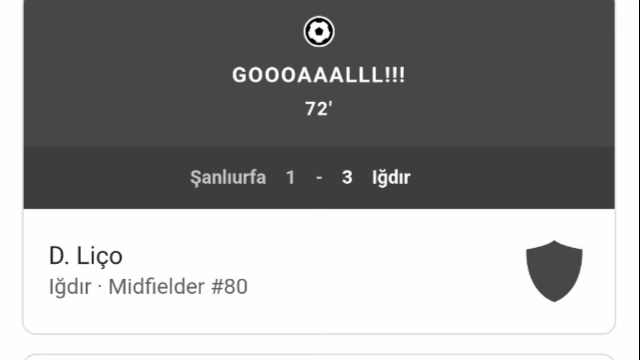 GOOOAAALLL!!!
72'
Şanlıurfa 1 - 3 Iğdır
D. Liço
Iğdır · Midfielder #80